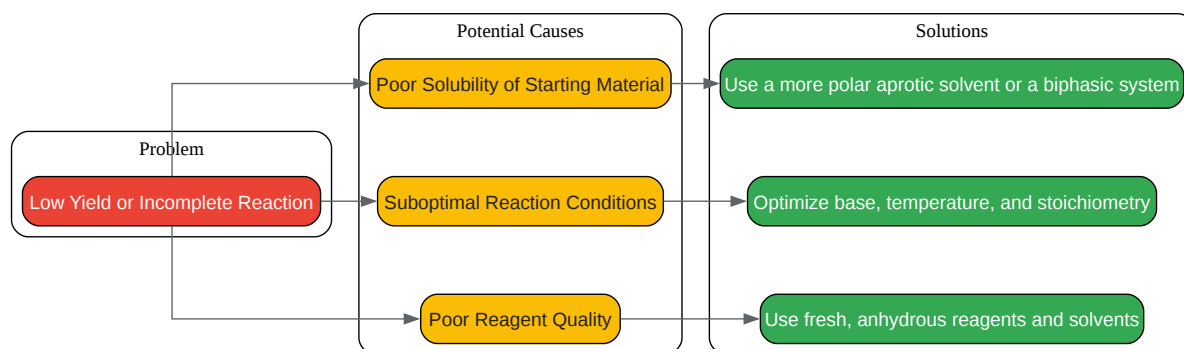 Potential Causes
Solutions
Poor Solubility of Starting Material
Use a more polar aprotic solvent or a biphasic system
Problem
Low Yield or Incomplete Reaction
Suboptimal Reaction Conditions
Optimize base, temperature, and stoichiometry
Poor Reagent Quality
Use fresh, anhydrous reagents and solvents